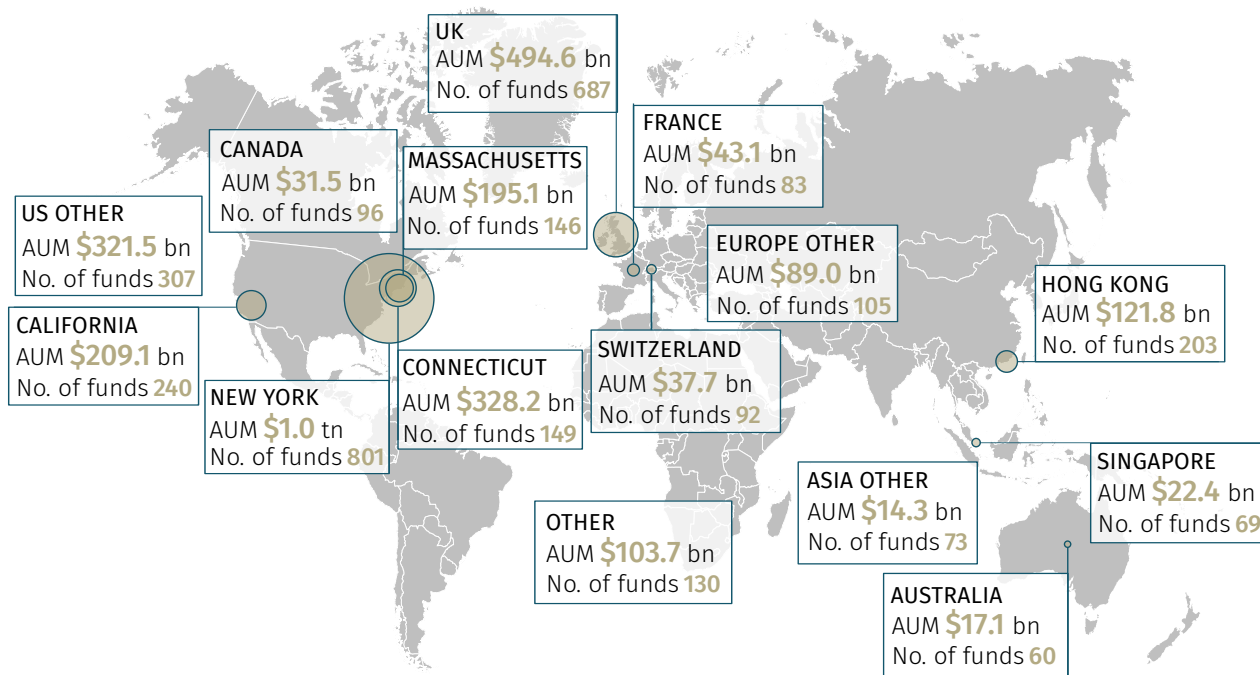 UK
AUM $494.6 bn
No. of funds 687
FRANCE
AUM $43.1 bn
No. of funds 83
CANADA
AUM $31.5 bn
No. of funds 96
MASSACHUSETTS
AUM $195.1 bn
No. of funds 146
US OTHER
AUM $321.5 bn
No. of funds 307
EUROPE OTHER
AUM $89.0 bn
No. of funds 105
HONG KONG
AUM $121.8 bn
No. of funds 203
CALIFORNIA
AUM $209.1 bn
No. of funds 240
SWITZERLAND
AUM $37.7 bn
No. of funds 92
CONNECTICUT
AUM $328.2 bn
No. of funds 149
NEW YORK
AUM $1.0 tn
No. of funds 801
SINGAPORE
AUM $22.4 bn
No. of funds 69
ASIA OTHER
AUM $14.3 bn
No. of funds 73
OTHER
AUM $103.7 bn
No. of funds 130
AUSTRALIA
AUM $17.1 bn
No. of funds 60